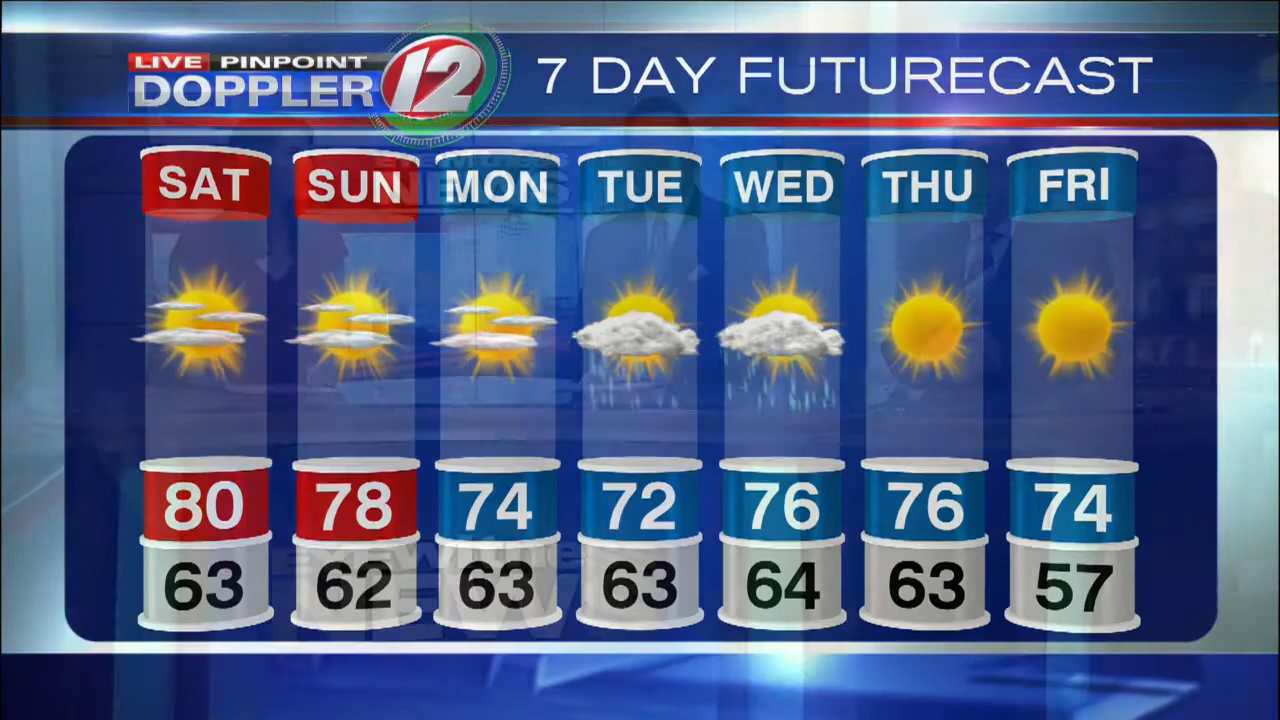 LIVE PINPOINT
DOPPLER 12
7 DAY FUTURECAST
SAT SUN MON TUE WED THU FRI
80 78 74 72 76 76 74
63 62 63 63 64 63 57